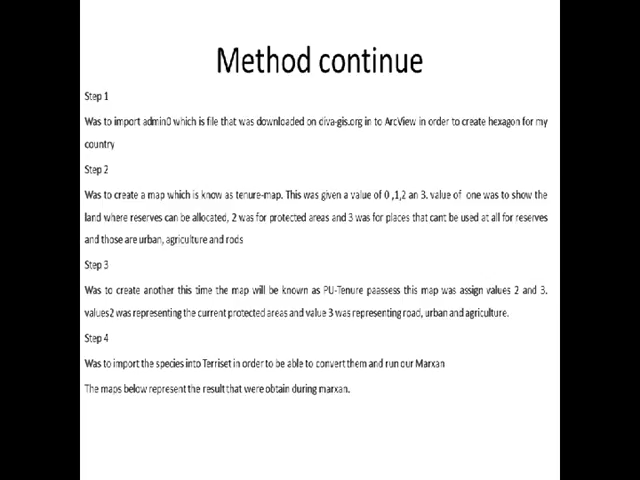 Method continue
Step 1
Was to import admin0 which is file that was downloaded on diva-gis.org in to ArcView in order to create hexagon for my
country
Step 2
Was to create a map which is know as tenure-map. This was given a value of 0 ,1,2 an 3. value of one was to show the
land where reserves can be allocated, 2 was for protected areas and 3 was for places that cant be used at all for reserves
and those are urban, agriculture and rods
Step 3
Was to create another this time the map will be known as PU-Tenure paassess this map was assign values 2 and 3.
values2 was representing the current protected areas and value 3 was representing road, urban and agriculture.
Step 4
Was to import the species into Terriset in order to be able to convert them and run our Marxan
The maps below represent the result that were obtain during marxan.